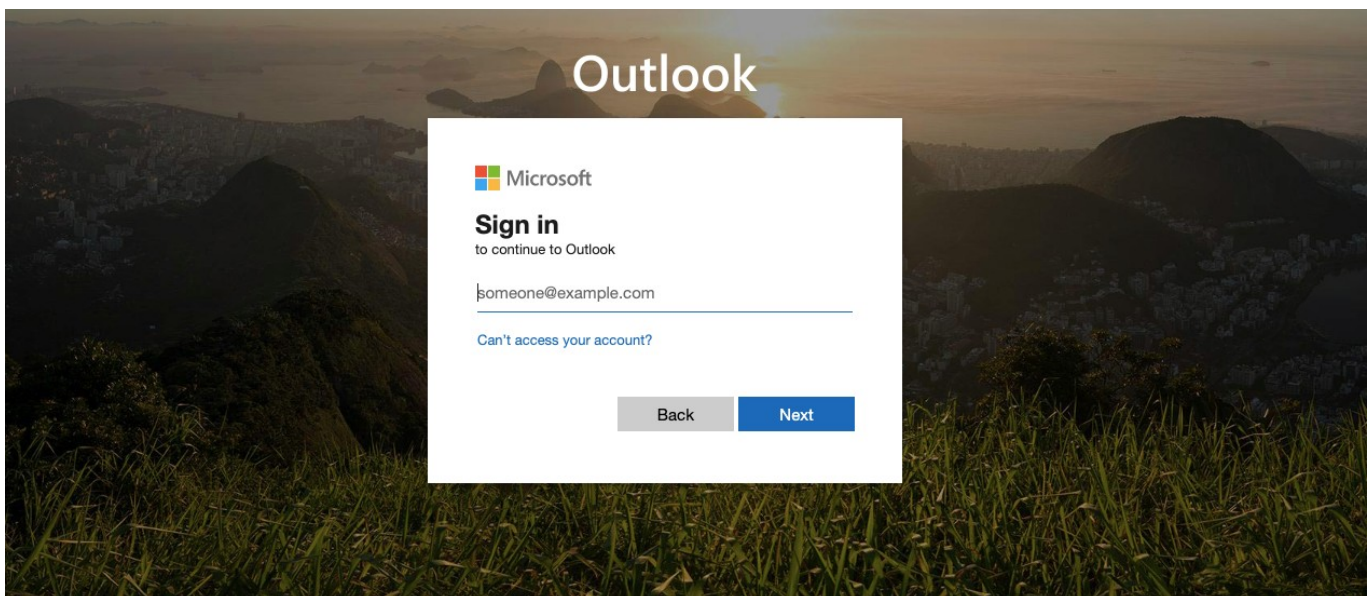 Outlook
Microsoft
Sign in
to continue to Outlook
someone@example.com
Can't access your account?
Back
Next